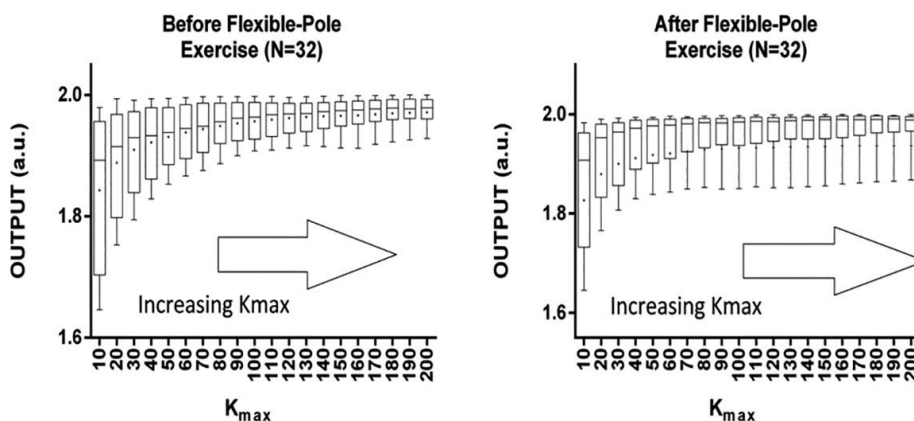 Before Flexible-Pole
Exercise (N=32)
OUTPUT (a.u.)
2.0
1.8
1.6
Increasing Kmax
10 20 30 40 50 60 70 80 90 100 110 120 130 140 150 160 170 180 190 200
Kmax
After Flexible-Pole
Exercise (N=32)
OUTPUT (a.u.)
2.0
1.8
1.6
Increasing Kmax
10 20 30 40 50 60 70 80 90 100 110 120 130 140 150 160 170 180 190 200
Kmax